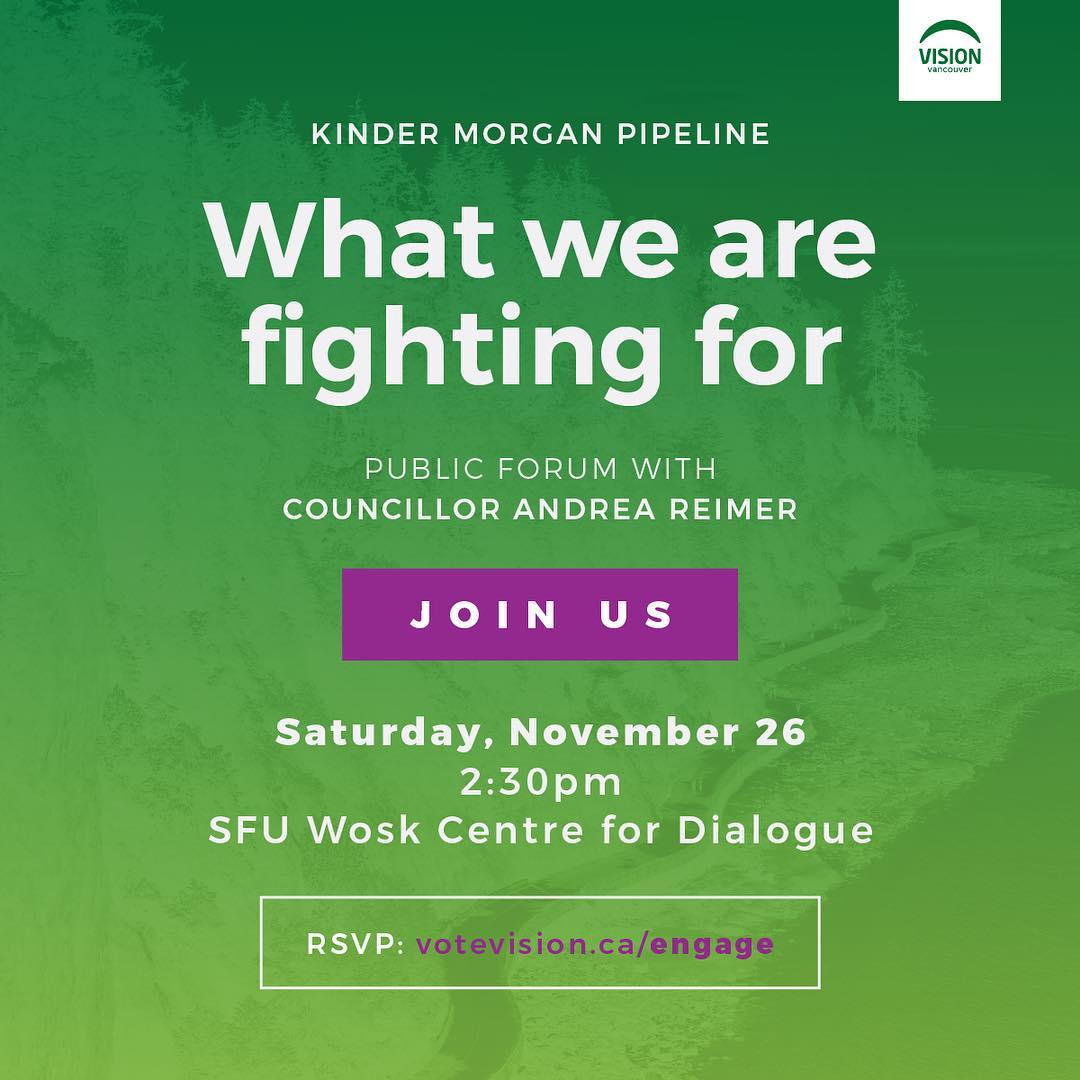 VISION
vancouver
KINDER MORGAN PIPELINE
What we are
fighting for
PUBLIC FORUM WITH
COUNCILLOR ANDREA REIMER
JOIN US
Saturday, November 26
2:30pm
SFU Wosk Centre for Dialogue
RSVP: votevision.ca/engage